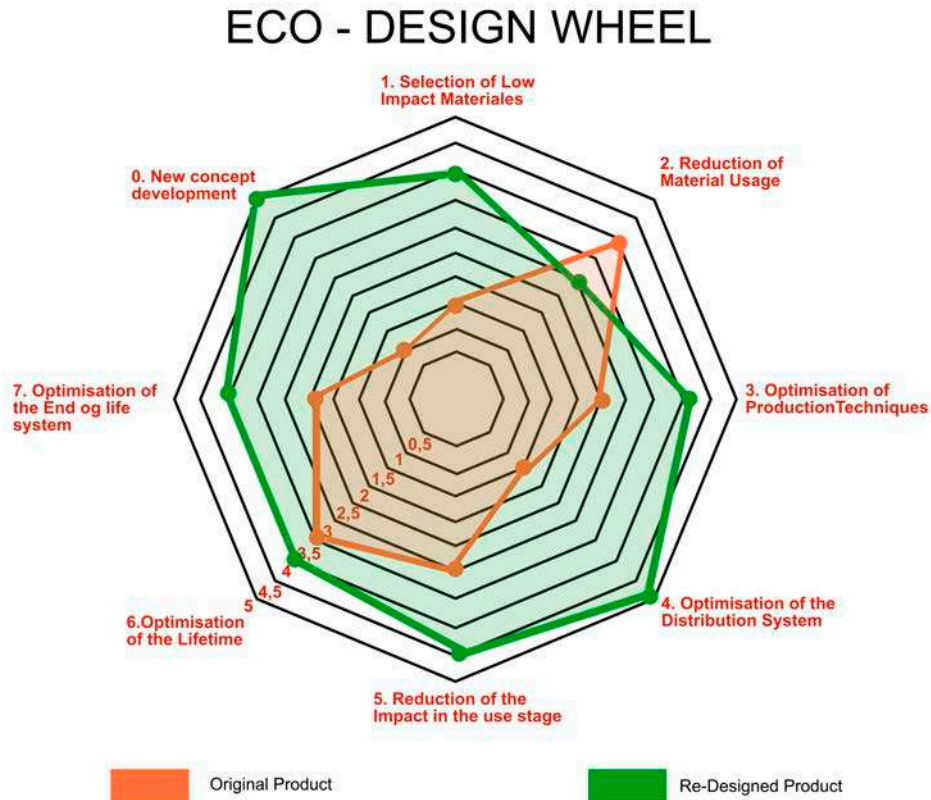 ECO - DESIGN WHEEL
1. Selection of Low
Impact Materiales
0. New concept
development
2. Reduction of
Material Usage
7. Optimisation of
the End og life
system
3. Optimisation of
ProductionTechniques
0,5
1
1,5
2
2,5
3
3,5
4
4,5
5
6.Optimisation
of the Lifetime
4. Optimisation of the
Distribution System
5. Reduction of the
Impact in the use stage
Original Product
Re-Designed Product